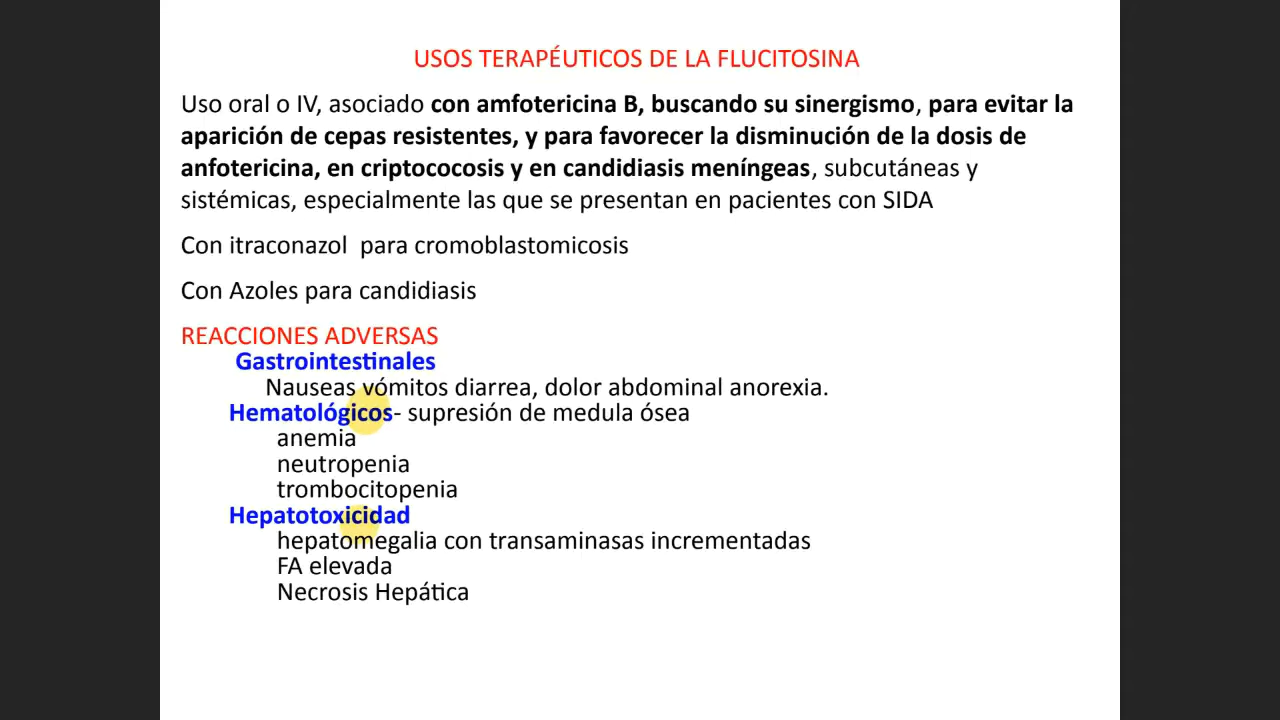 USOS TERAPÉUTICOS DE LA FLUCITOSINA
Uso oral o IV, asociado con amfotericina B, buscando su sinergismo, para evitar la
aparición de cepas resistentes, y para favorecer la disminución de la dosis de
anfotericina, en criptococosis y en candidiasis meníngeas, subcutáneas y
sistémicas, especialmente las que se presentan en pacientes con SIDA
Con itraconazol  para cromoblastomicosis
Con Azoles para candidiasis
REACCIONES ADVERSAS
Gastrointestinales
Nauseas vómitos diarrea, dolor abdominal anorexia.
Hematológicos- supresión de medula ósea
anemia
neutropenia
trombocitopenia
Hepatotoxicidad
hepatomegalia con transaminasas incrementadas
FA elevada
Necrosis Hepática